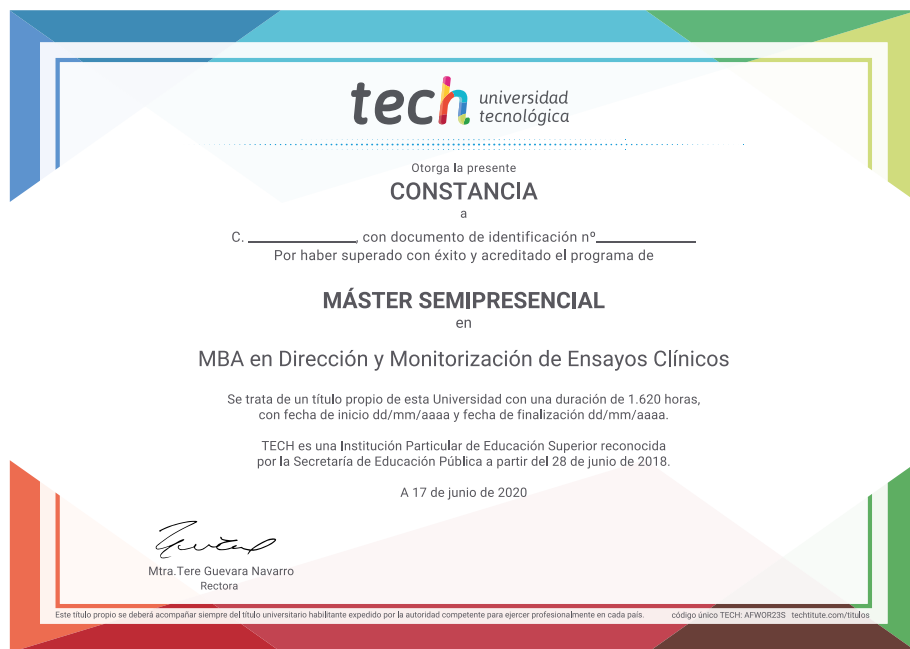 tech universidad
tecnológica
Otorga la presente
CONSTANCIA
a
C. ______________, con documento de identificación nº_____________
Por haber superado con éxito y acreditado el programa de
MÁSTER SEMIPRESENCIAL
en
MBA en Dirección y Monitorización de Ensayos Clínicos
Se trata de un título propio de esta Universidad con una duración de 1.620 horas,
con fecha de inicio dd/mm/aaaa y fecha de finalización dd/mm/aaaa.
TECH es una Institución Particular de Educación Superior reconocida
por la Secretaría de Educación Pública a partir del 28 de junio de 2018.
A 17 de junio de 2020
Mtra.Tere Guevara Navarro
Rectora
Este título propio se deberá acompañar siempre del título universitario habilitante expedido por la autoridad competente para ejercer profesionalmente en cada país. código único TECH: AFWOR23S techtitute.com/titulos